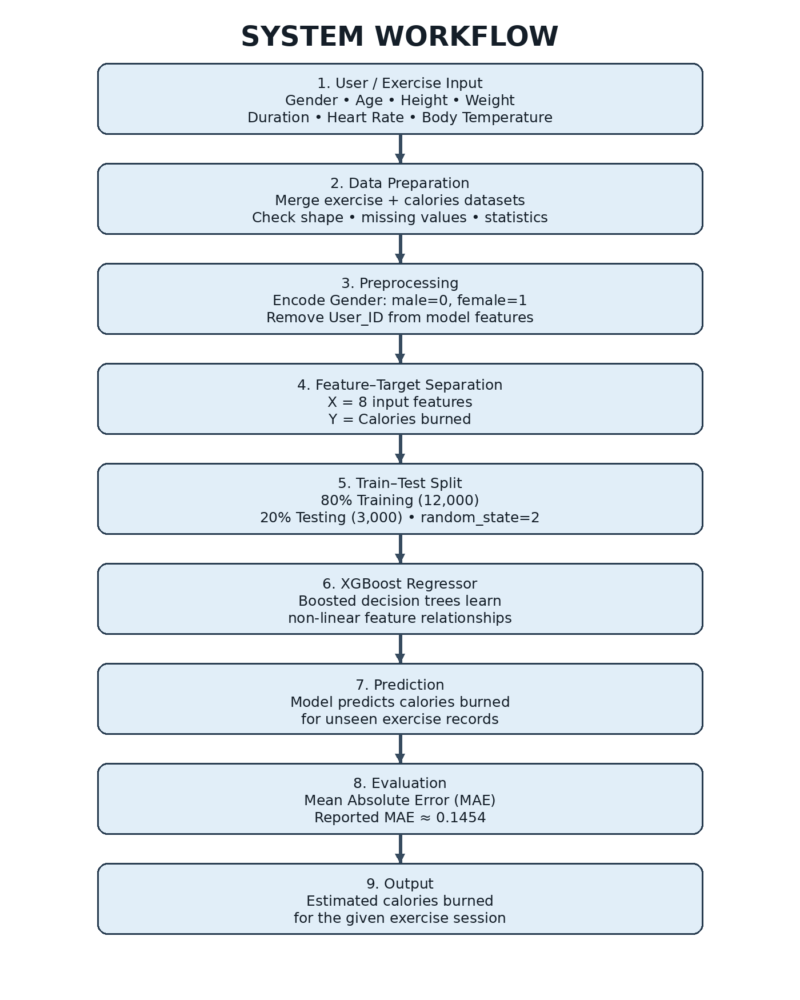 SYSTEM WORKFLOW
1. User / Exercise Input
Gender • Age • Height • Weight
Duration • Heart Rate • Body Temperature
2. Data Preparation
Merge exercise + calories datasets
Check shape • missing values • statistics
3. Preprocessing
Encode Gender: male=0, female=1
Remove User_ID from model features
4. Feature–Target Separation
X = 8 input features
Y = Calories burned
5. Train–Test Split
80% Training (12,000)
20% Testing (3,000) • random_state=2
6. XGBoost Regressor
Boosted decision trees learn
non-linear feature relationships
7. Prediction
Model predicts calories burned
for unseen exercise records
8. Evaluation
Mean Absolute Error (MAE)
Reported MAE ≈ 0.1454
9. Output
Estimated calories burned
for the given exercise session